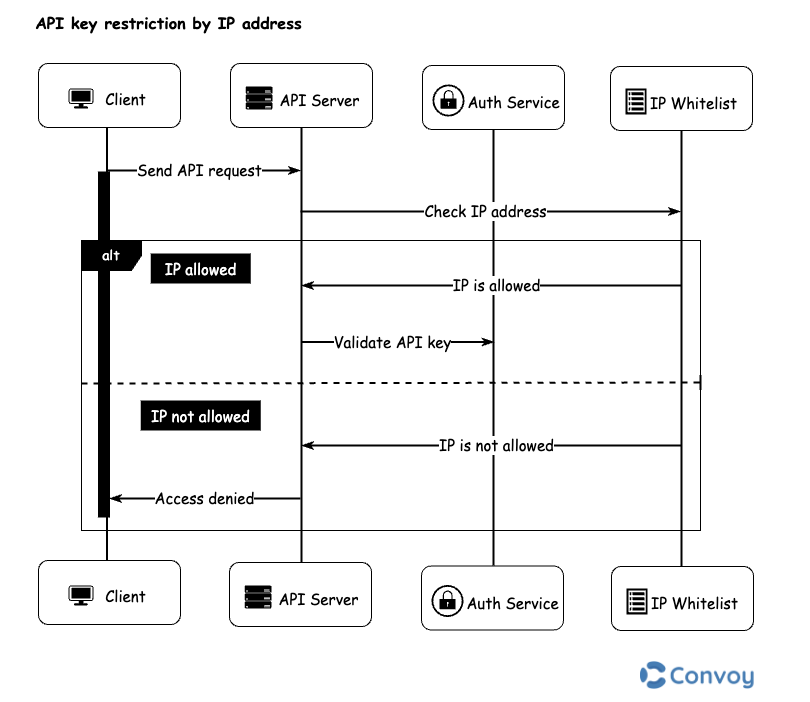 API key restriction by IP address
Client
API Server
Auth Service
IP Whitelist
Send API request
Check IP address
alt
IP allowed
IP is allowed
Validate API key
IP not allowed
IP is not allowed
Access denied
Client
API Server
Auth Service
IP Whitelist
Convoy